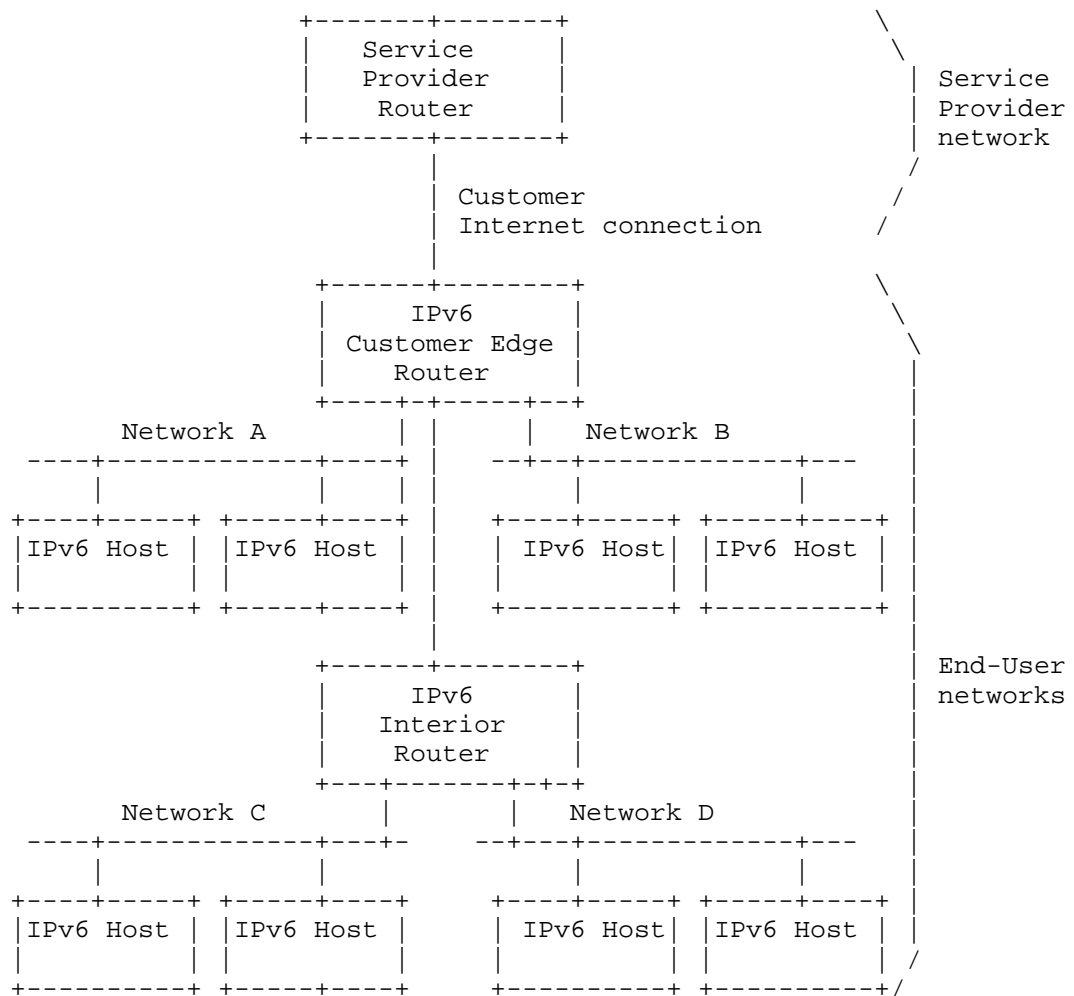 Service
Provider
Router
Service
Provider
network
Customer
Internet connection
IPv6
Customer Edge
Router
Network A
Network B
IPv6 Host
IPv6 Host
IPv6 Host
IPv6 Host
IPv6
Interior
Router
End-User
networks
Network C
Network D
IPv6 Host
IPv6 Host
IPv6 Host
IPv6 Host